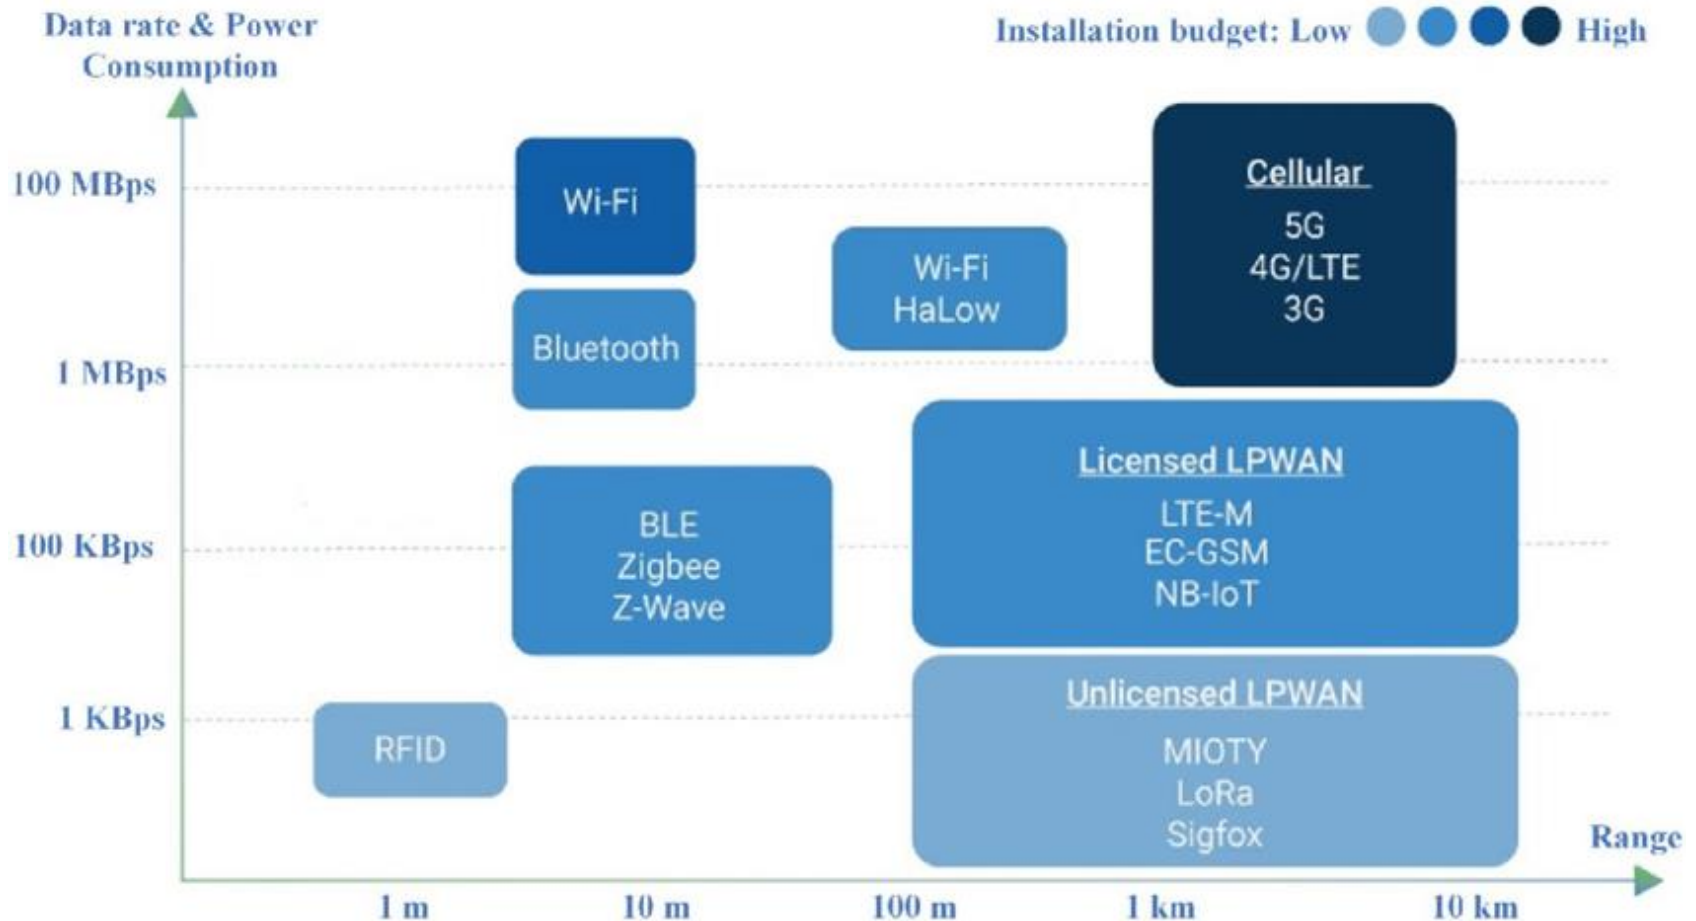 Data rate & Power
Consumption
Installation budget: Low
High
100 MBps
1 MBps
100 KBps
1 KBps
Wi-Fi
Bluetooth
Wi-Fi
HaLow
Cellular
5G
4G/LTE
3G
BLE
Zigbee
Z-Wave
Licensed LPWAN
LTE-M
EC-GSM
NB-IoT
RFID
Unlicensed LPWAN
MIOTY
LoRa
Sigfox
Range
1 m
10 m
100 m
1 km
10 km